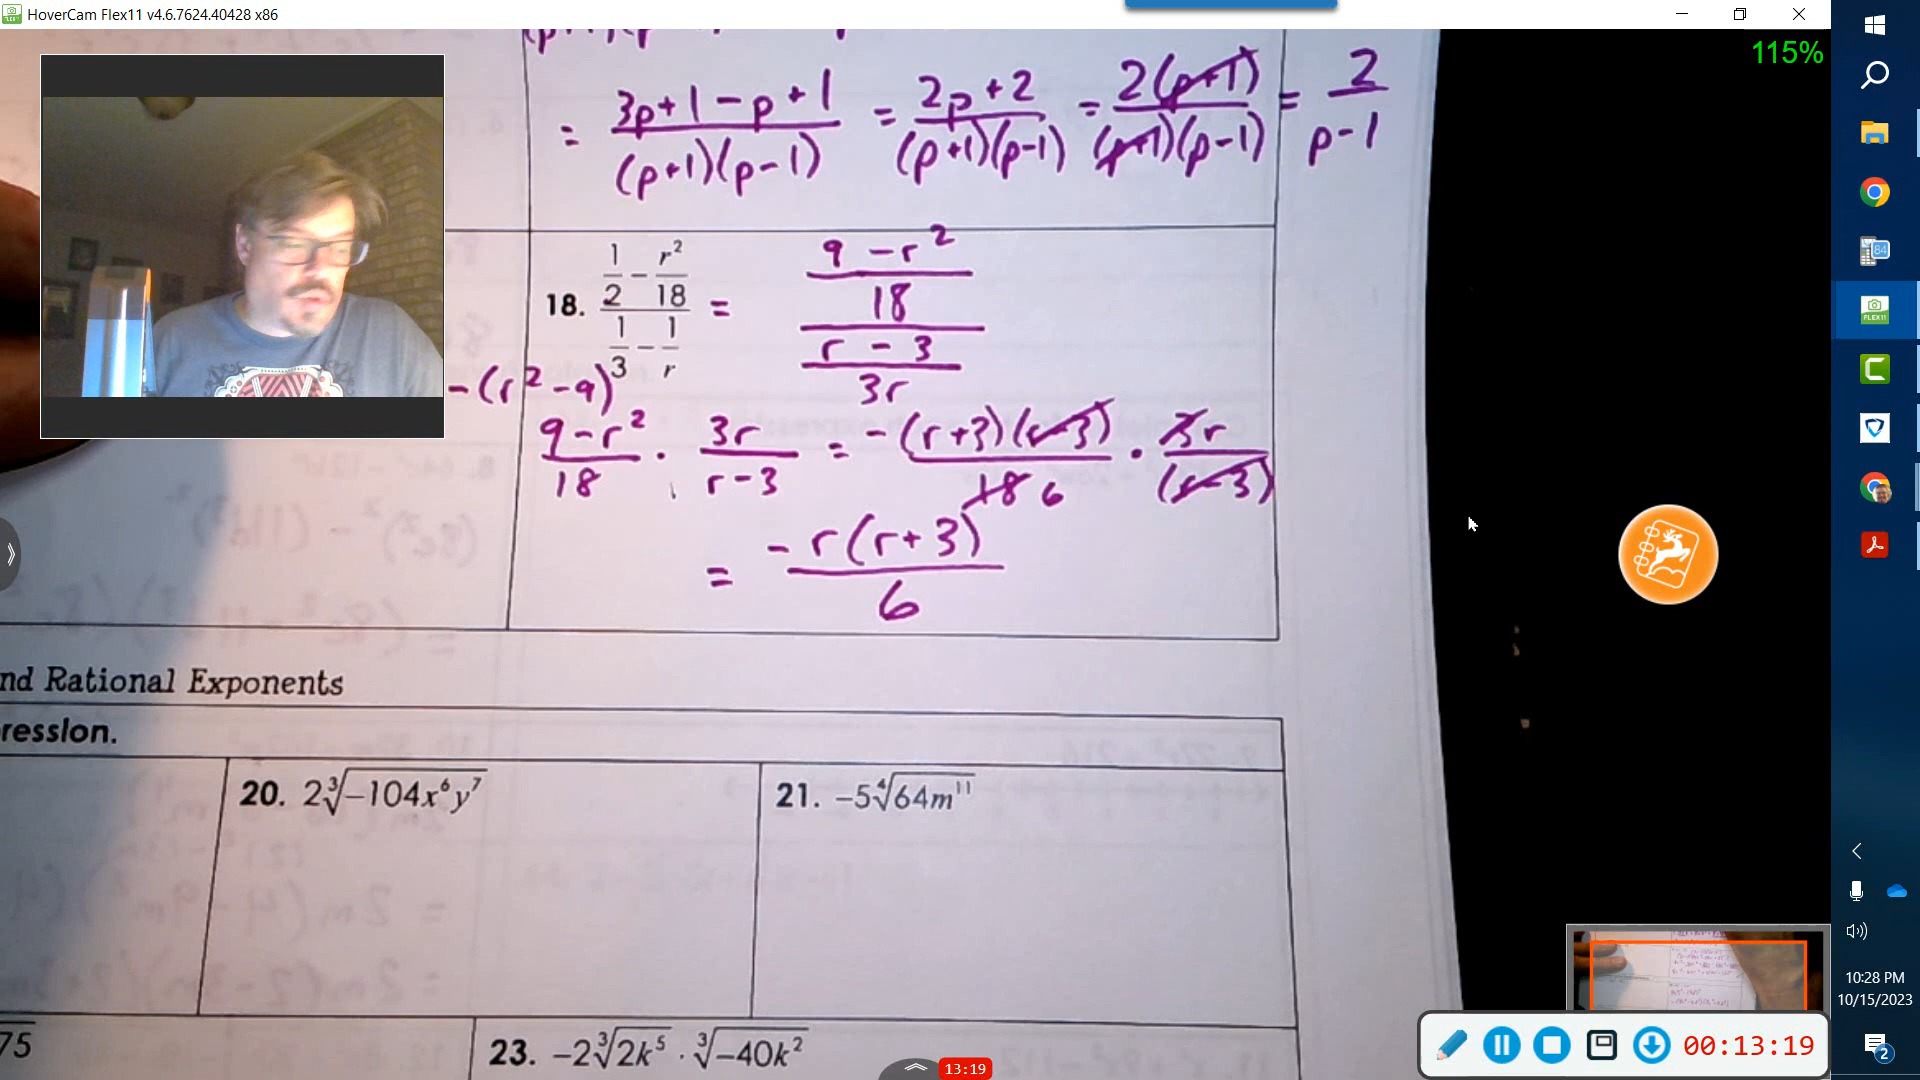 HoverCam Flex11 v4.6.7624.40428 x86
115%
= 3p+1-p+1/(p+1)(p-1) = 2p+2/(p+1)(p-1) = 2(p+1)/(p+1)(p-1) = 2/p-1
18. (1/2 - r²/18)/(1/3 - 1/r) = ((9-r²)/18)/((r-3)/3r)
-(r²-9)
9-r²/18 · 3r/r-3 = -(r+3)(r-3)/18 6 · 3r/(r-3)
= -r(r+3)/6
nd Rational Exponents
ression.
20. 2∛-104x⁶y⁷
21. -5∜64m¹¹
75
23. -2∛2k⁵ · ∛-40k²
84
FLEX11
10:28 PM
10/15/2023
2
00:13:19
13:19